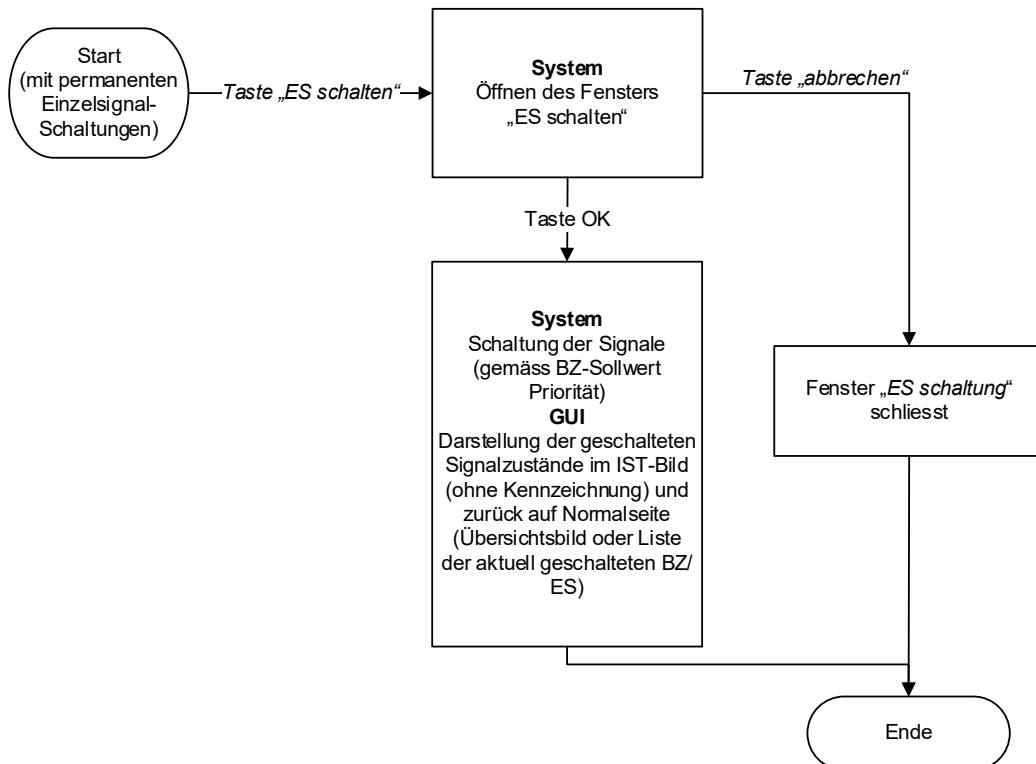 Start
(mit permanenten
Einzelsignal-
Schaltungen)
Taste „ES schalten“
System
Öffnen des Fensters
„ES schalten“
Taste „abbrechen“
Taste OK
System
Schaltung der Signale
(gemäss BZ-Sollwert
Priorität)
GUI
Darstellung der geschalteten
Signalzustände im IST-Bild
(ohne Kennzeichnung) und
zurück auf Normalseite
(Übersichtsbild oder Liste
der aktuell geschalteten BZ/
ES)
Fenster „ES schaltung“
schliesst
Ende